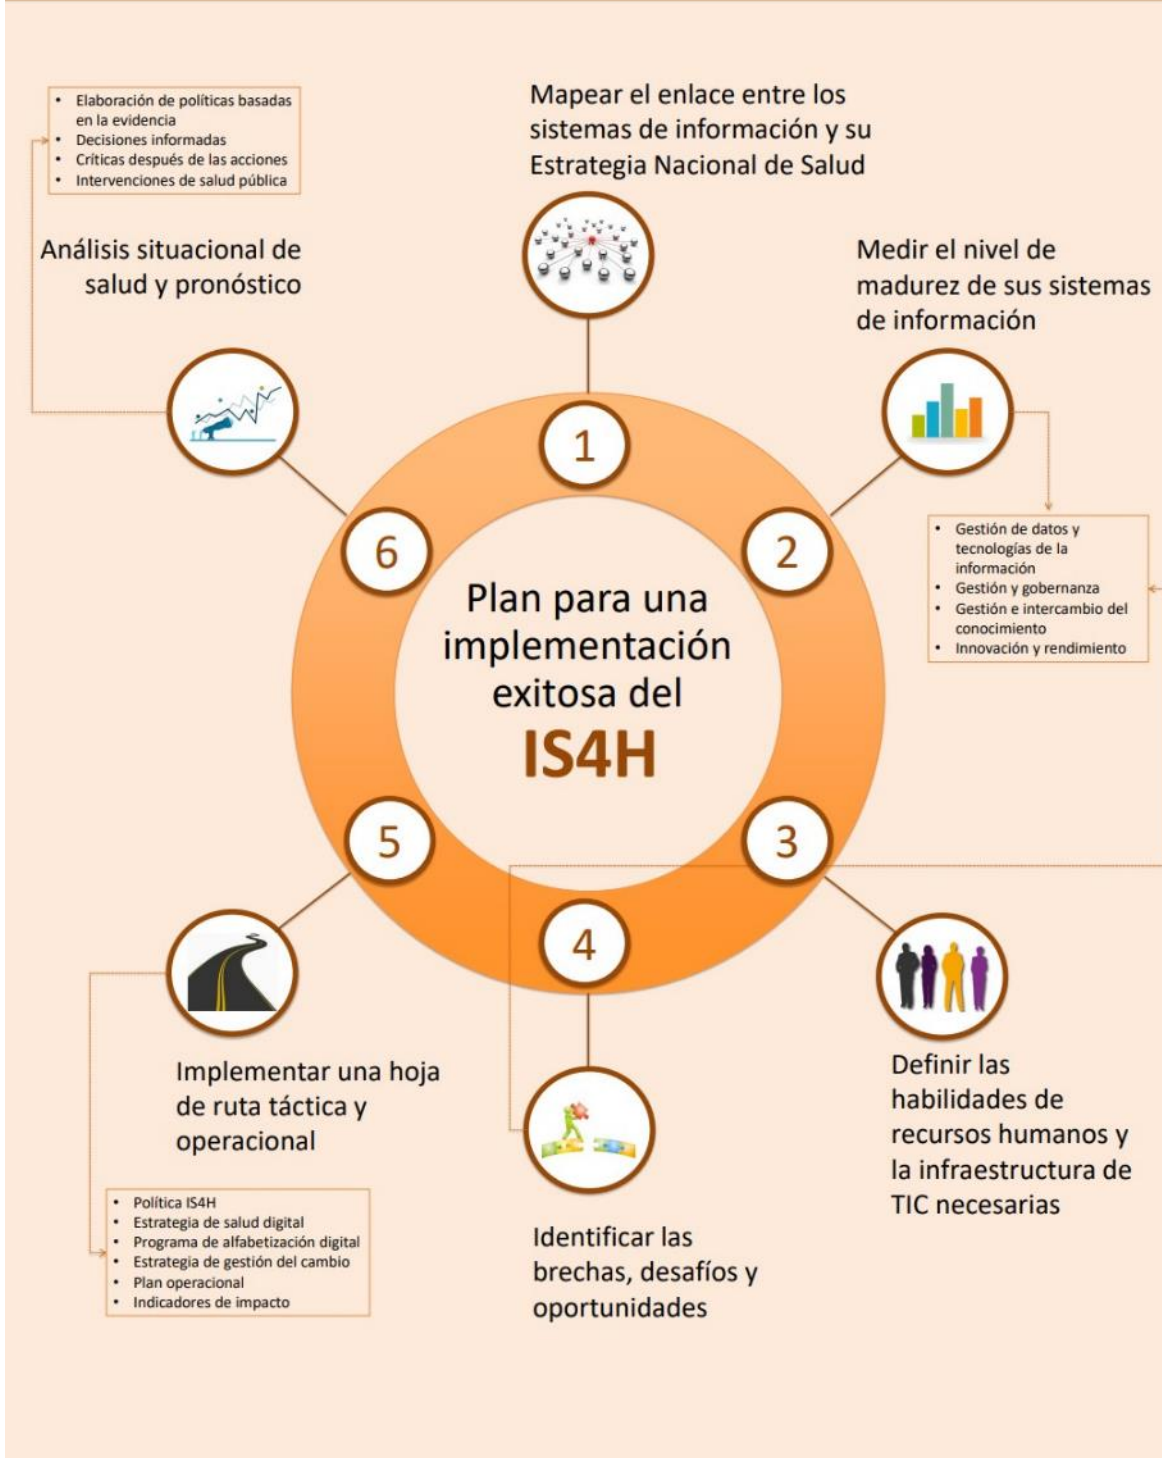 Mapear el enlace entre los
sistemas de información y su
Estrategia Nacional de Salud
1
Medir el nivel de
madurez de sus sistemas
de información
2
• Gestión de datos y
tecnologías de la
información
• Gestión y gobernanza
• Gestión e intercambio del
conocimiento
• Innovación y rendimiento
3
Definir las
habilidades de
recursos humanos y
la infraestructura de
TIC necesarias
4
Identificar las
brechas, desafíos y
oportunidades
5
Implementar una hoja
de ruta táctica y
operacional
• Política IS4H
• Estrategia de salud digital
• Programa de alfabetización digital
• Estrategia de gestión del cambio
• Plan operacional
• Indicadores de impacto
6
Análisis situacional de
salud y pronóstico
• Elaboración de políticas basadas
en la evidencia
• Decisiones informadas
• Críticas después de las acciones
• Intervenciones de salud pública
Plan para una
implementación
exitosa del
IS4H